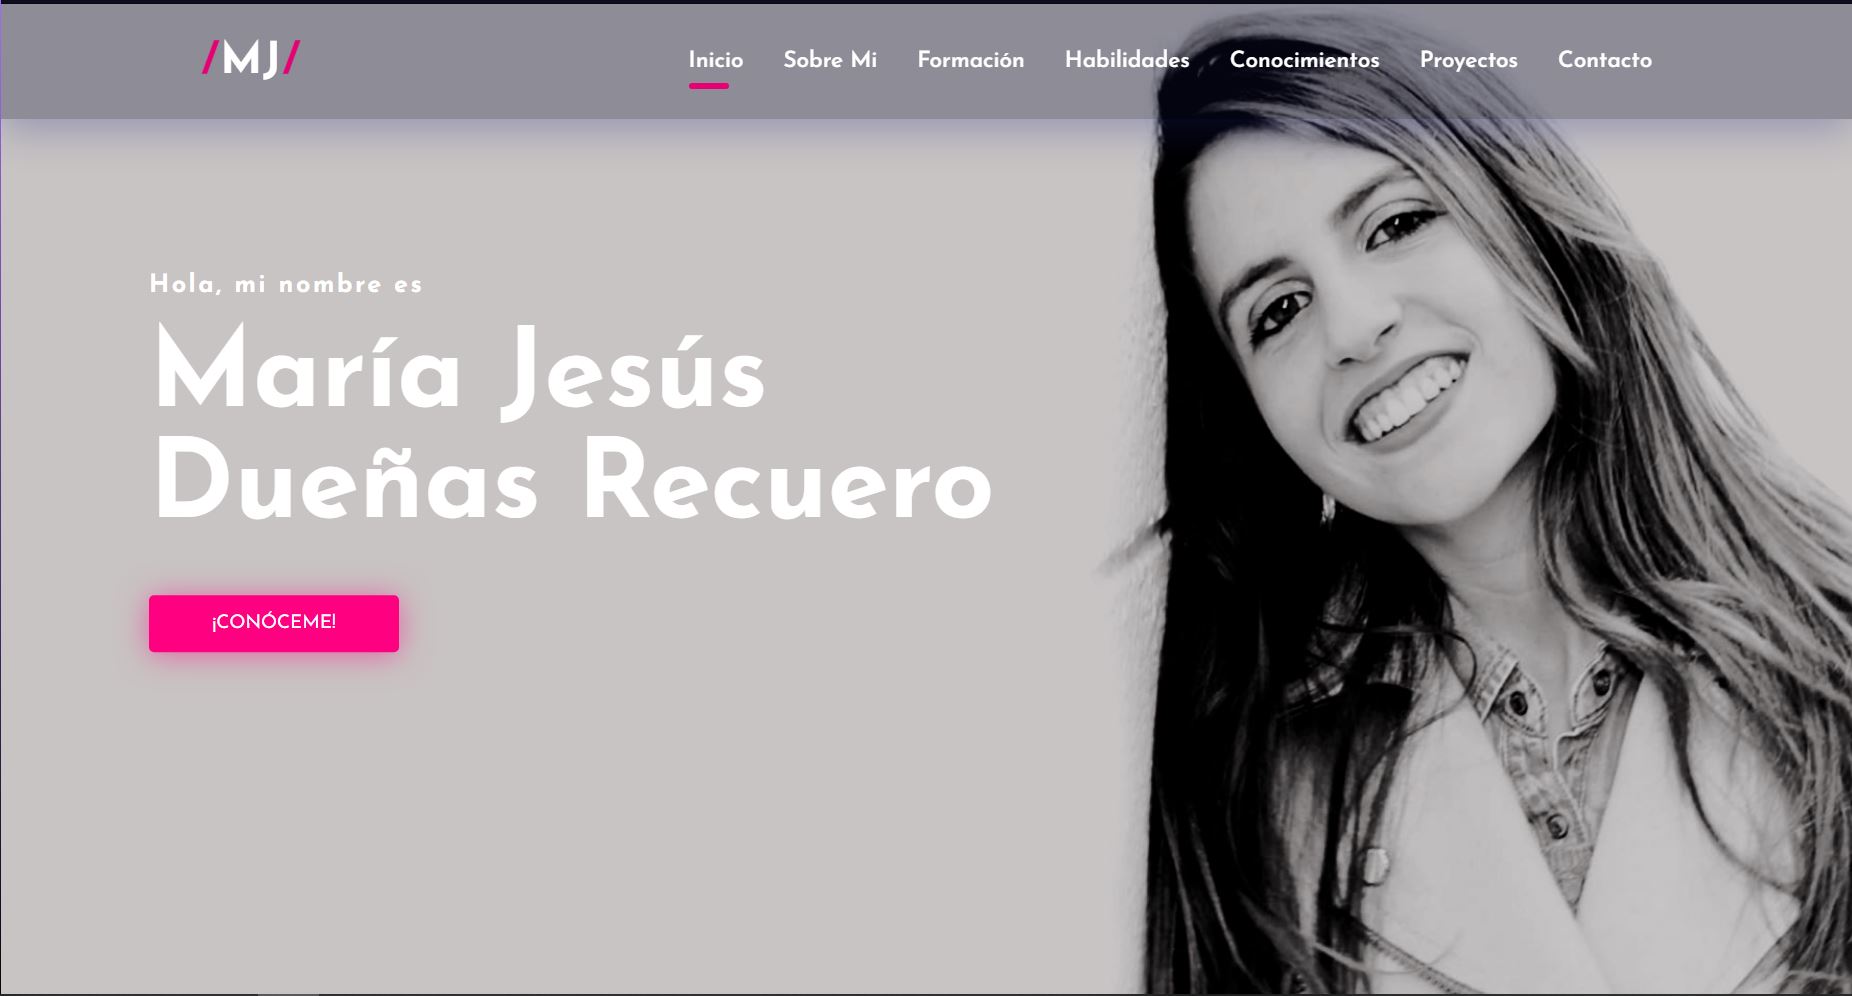 /MJ/
Inicio Sobre Mi Formación Habilidades Conocimientos Proyectos Contacto
Hola, mi nombre es
María Jesús
Dueñas Recuero
¡CONÓCEME!